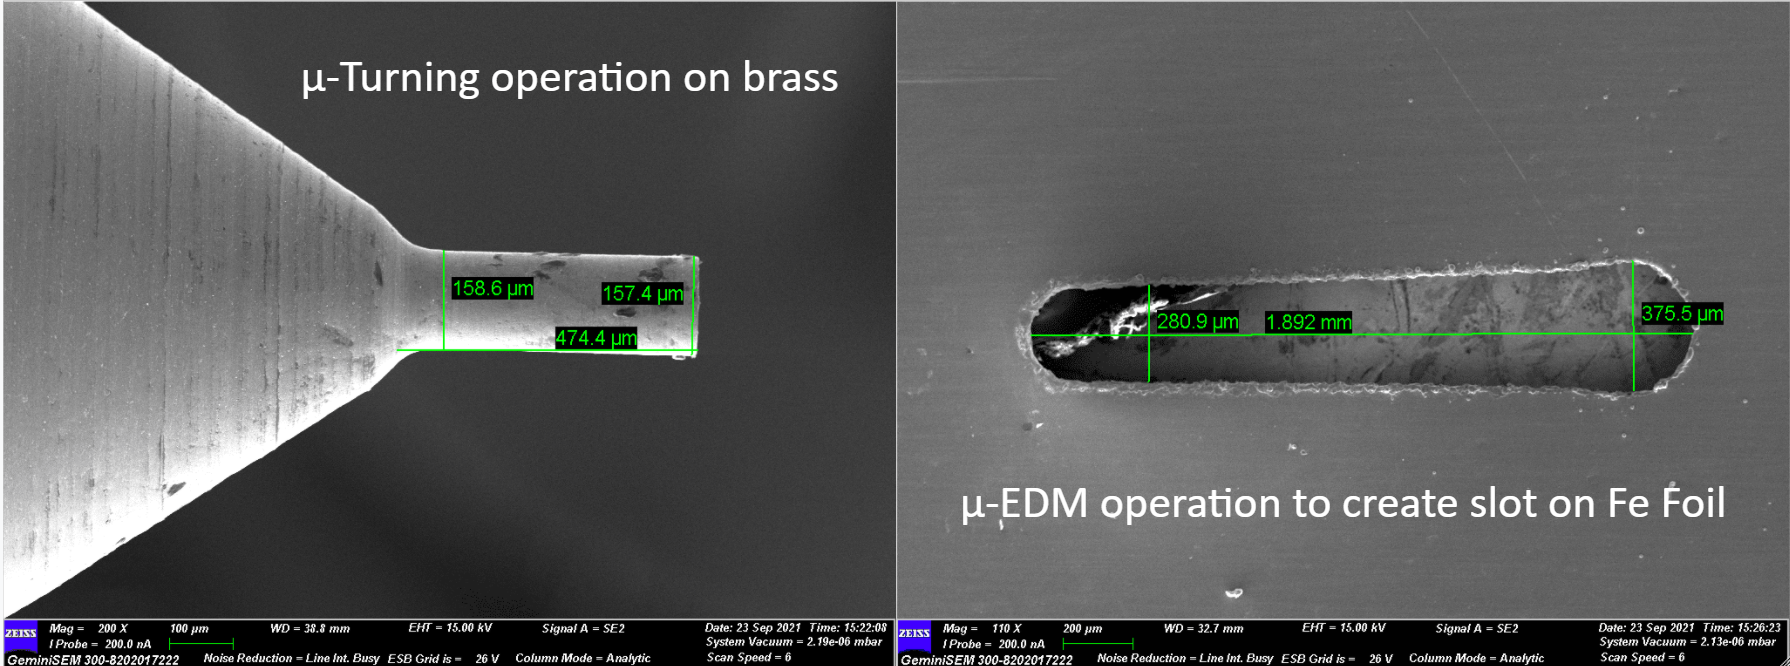 μ-Turning operation on brass
158.6 μm
157.4 μm
474.4 μm
ZEISS
Mag = 200 X
100 μm
WD = 38.8 mm
EHT = 15.00 kV
Signal A = SE2
Date: 23 Sep 2021 Time: 15:22:08
I Probe = 200.0 nA
System Vacuum = 2.19e-06 mbar
GeminiSEM 300-8202017222
Noise Reduction = Line Int. Busy
ESB Grid is = 26 V
Column Mode = Analytic
Scan Speed = 6
280.9 μm
1.892 mm
375.5 μm
μ-EDM operation to create slot on Fe Foil
ZEISS
Mag = 110 X
200 μm
WD = 32.7 mm
EHT = 15.00 kV
Signal A = SE2
Date: 23 Sep 2021 Time: 15:26:23
I Probe = 200.0 nA
System Vacuum = 2.13e-06 mbar
GeminiSEM 300-8202017222
Noise Reduction = Line Int. Busy
ESB Grid is = 26 V
Column Mode = Analytic
Scan Speed = 6